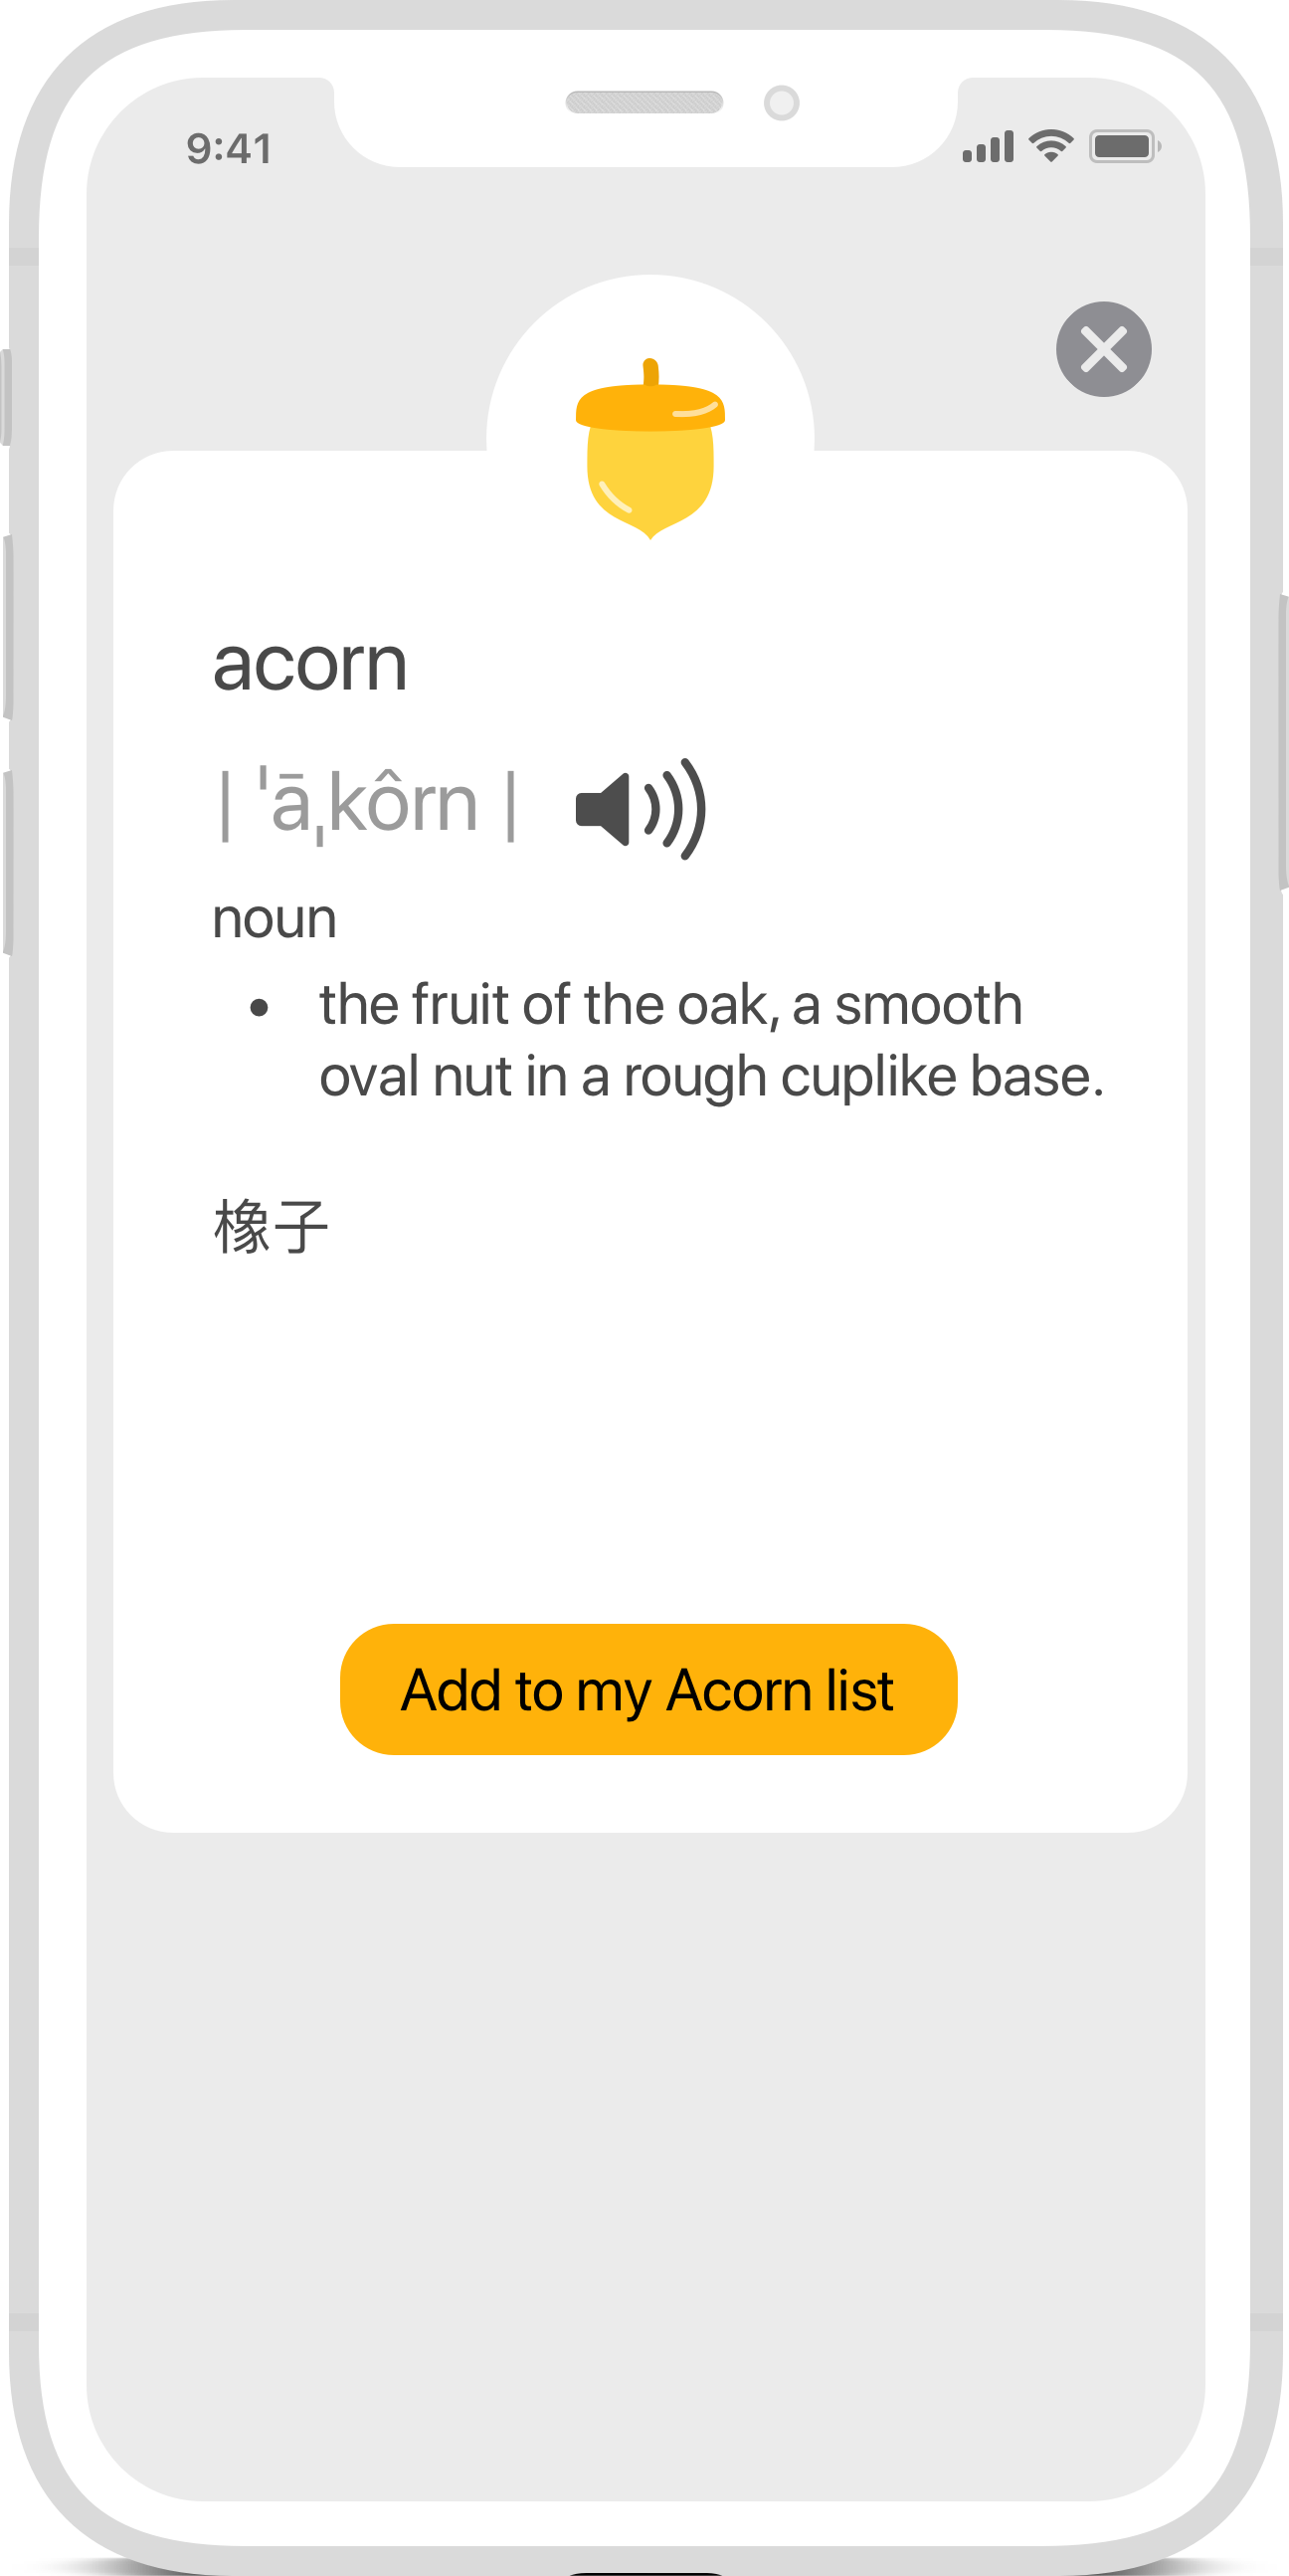 9:41
acorn
| ˈāˌkôrn |
noun
• the fruit of the oak, a smooth
oval nut in a rough cuplike base.
橡子
Add to my Acorn list